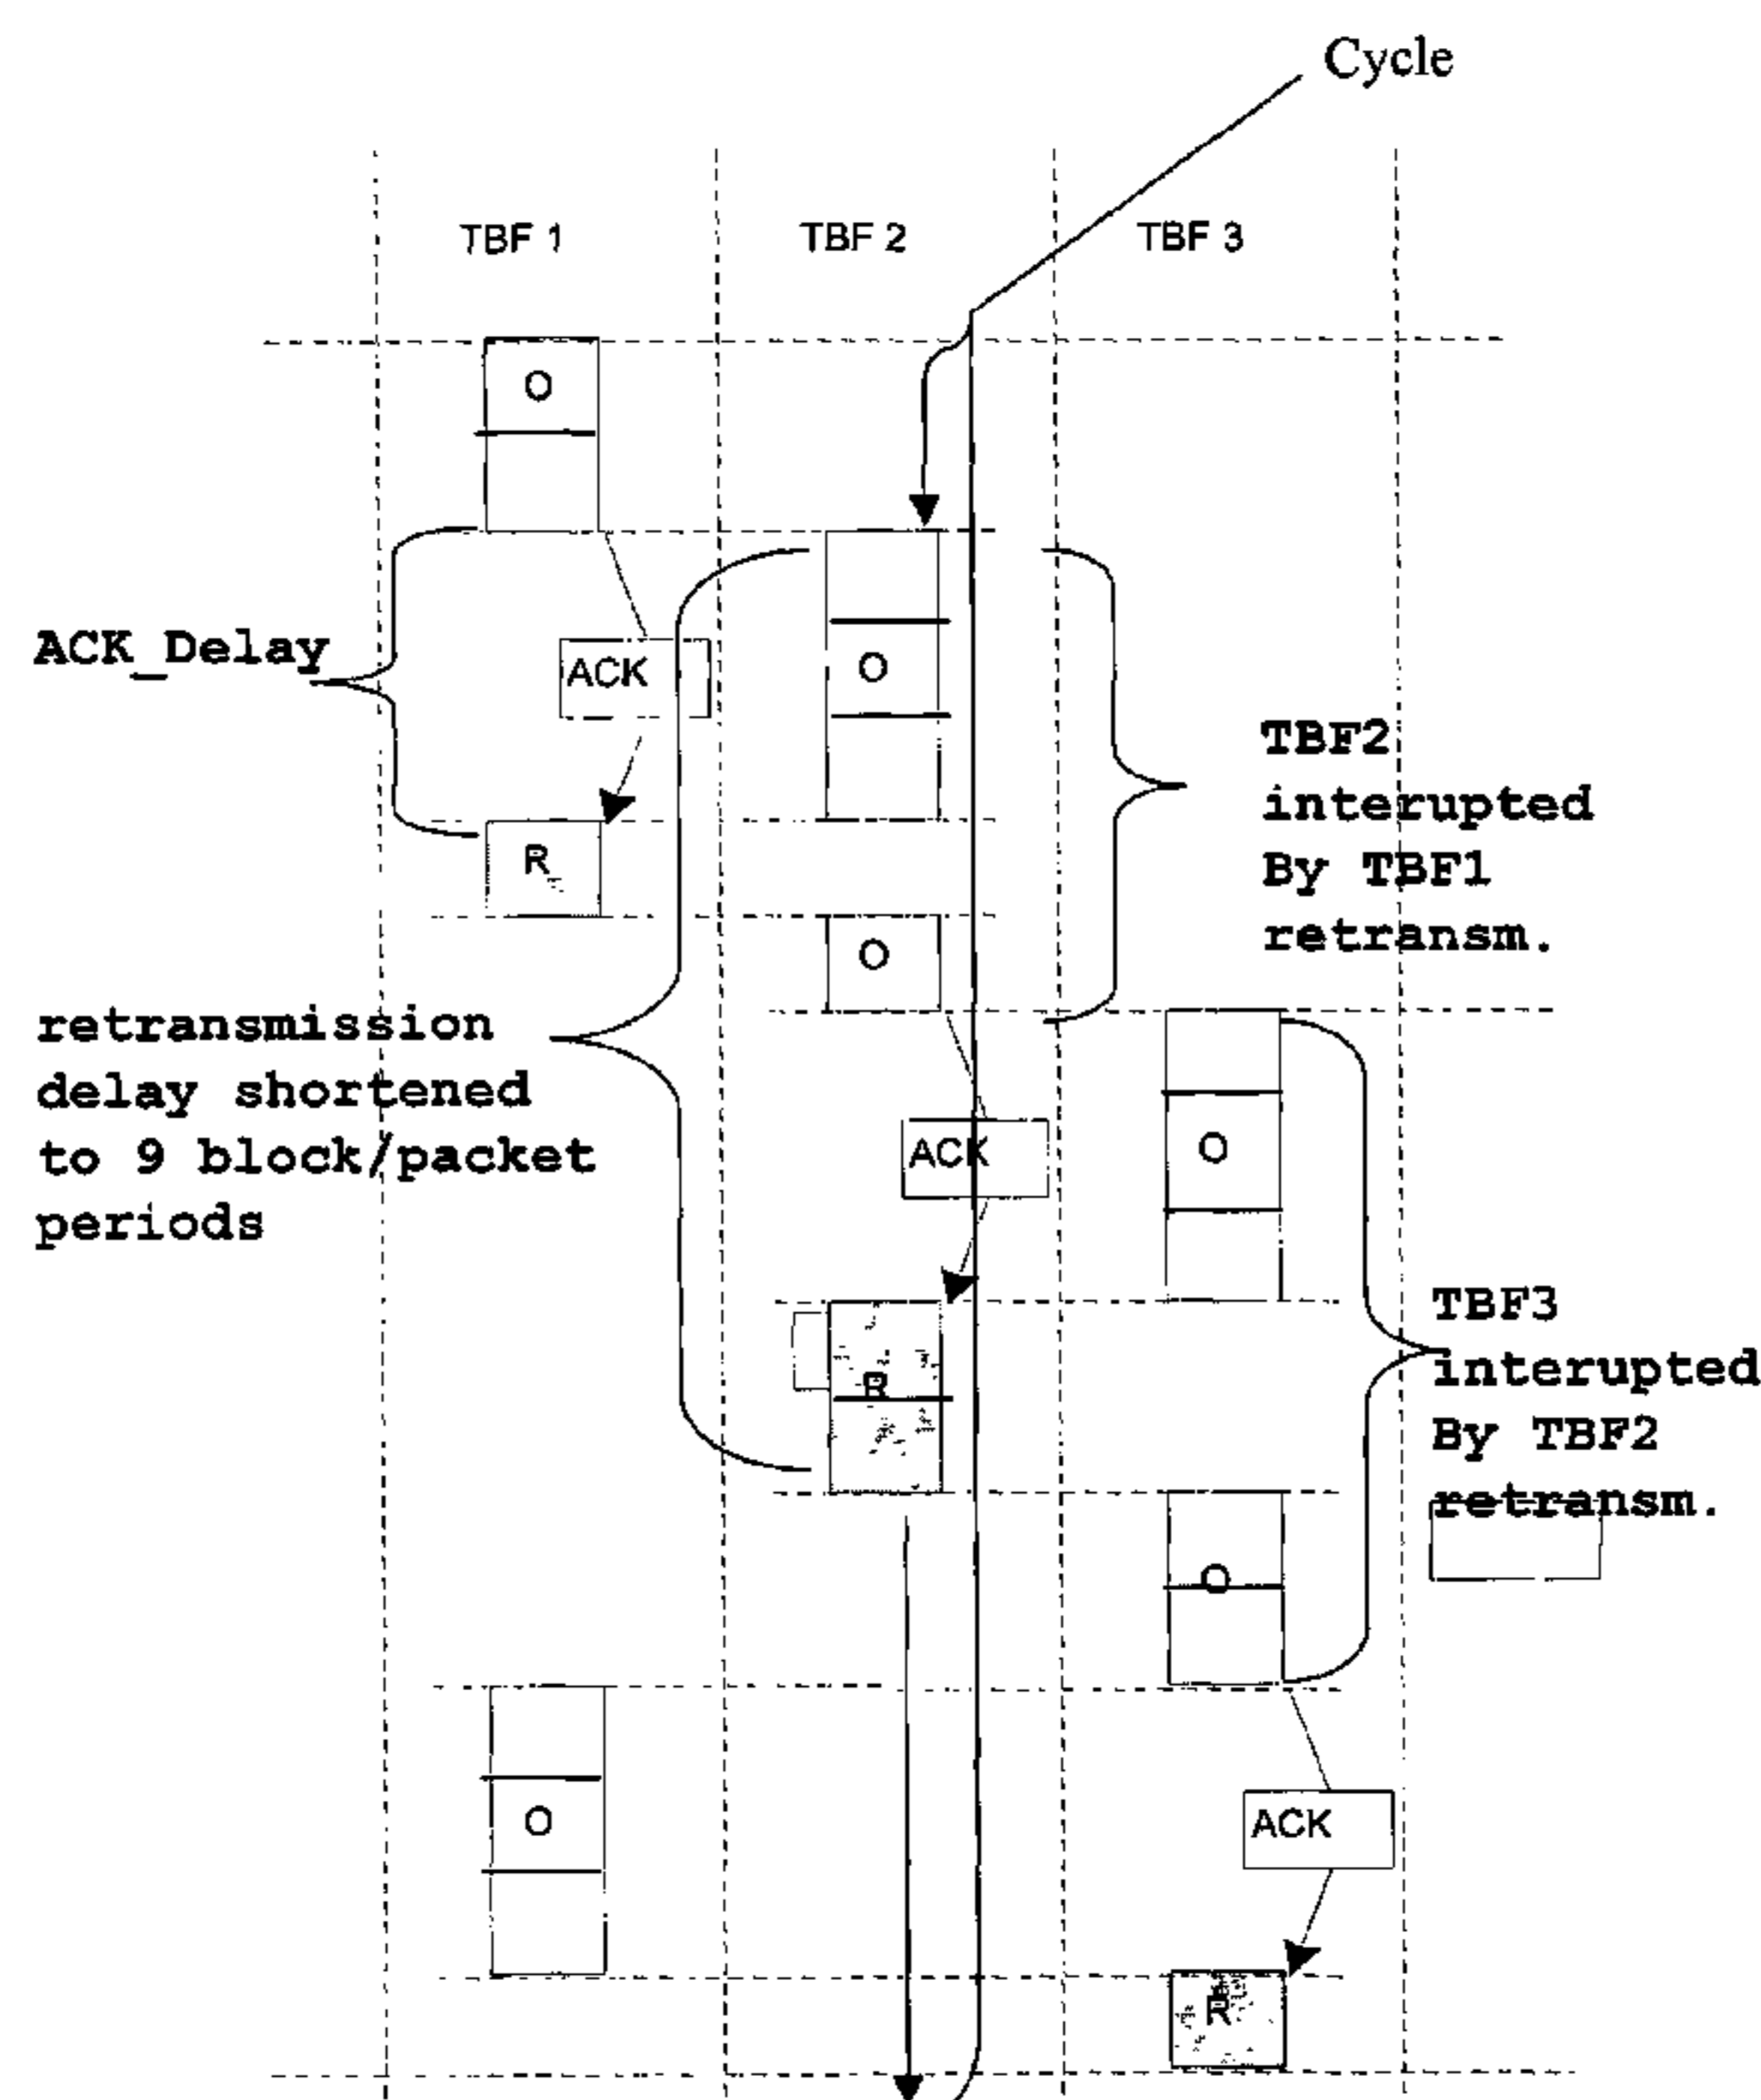 Cycle
TBF 1
TBF 2
TBF 3
O
ACK_Delay
ACK
O
TBF2
interupted
By TBF1
retransm.
R
O
retransmission
delay shortened
to 9 block/packet
periods
O
ACK
TBF3
interupted
By TBF2
retransm.
R
O
O
ACK
R